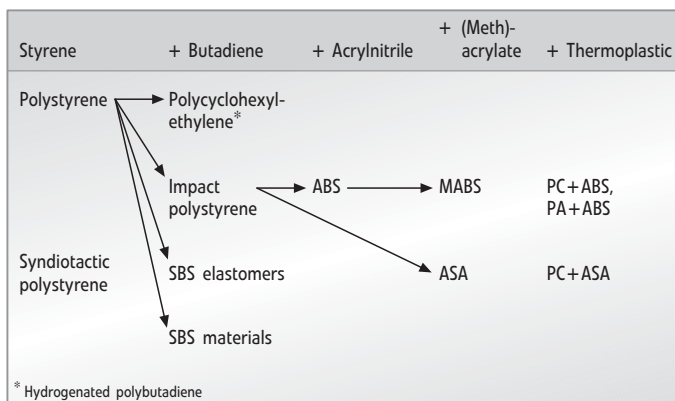 Styrene + Butadiene + Acrylnitrile + (Meth)-
acrylate + Thermoplastic
Polystyrene Polycyclohexyl-
ethylene*
Impact
polystyrene ABS MABS PC+ABS,
PA+ABS
Syndiotactic
polystyrene SBS elastomers ASA PC+ASA
SBS materials
* Hydrogenated polybutadiene